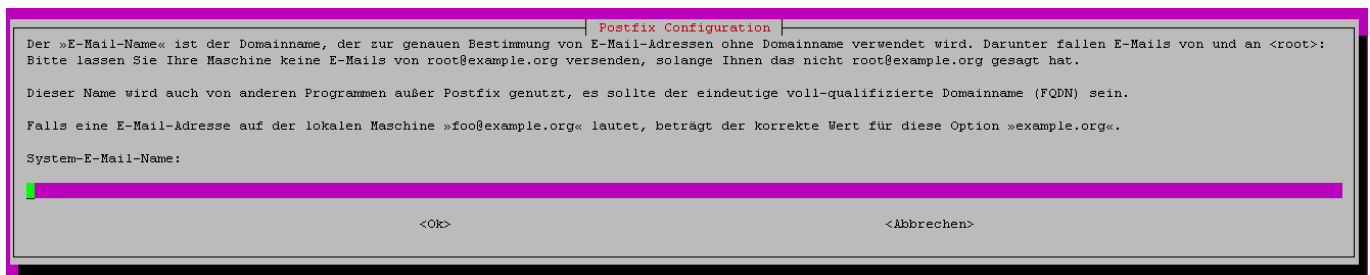 Postfix Configuration
Der »E-Mail-Name« ist der Domainname, der zur genauen Bestimmung von E-Mail-Adressen ohne Domainname verwendet wird. Darunter fallen E-Mails von und an <root>:
Bitte lassen Sie Ihre Maschine keine E-Mails von root@example.org versenden, solange Ihnen das nicht root@example.org gesagt hat.
Dieser Name wird auch von anderen Programmen außer Postfix genutzt, es sollte der eindeutige voll-qualifizierte Domainname (FQDN) sein.
Falls eine E-Mail-Adresse auf der lokalen Maschine »foo@example.org« lautet, beträgt der korrekte Wert für diese Option »example.org«.
System-E-Mail-Name:
<Ok> <Abbrechen>